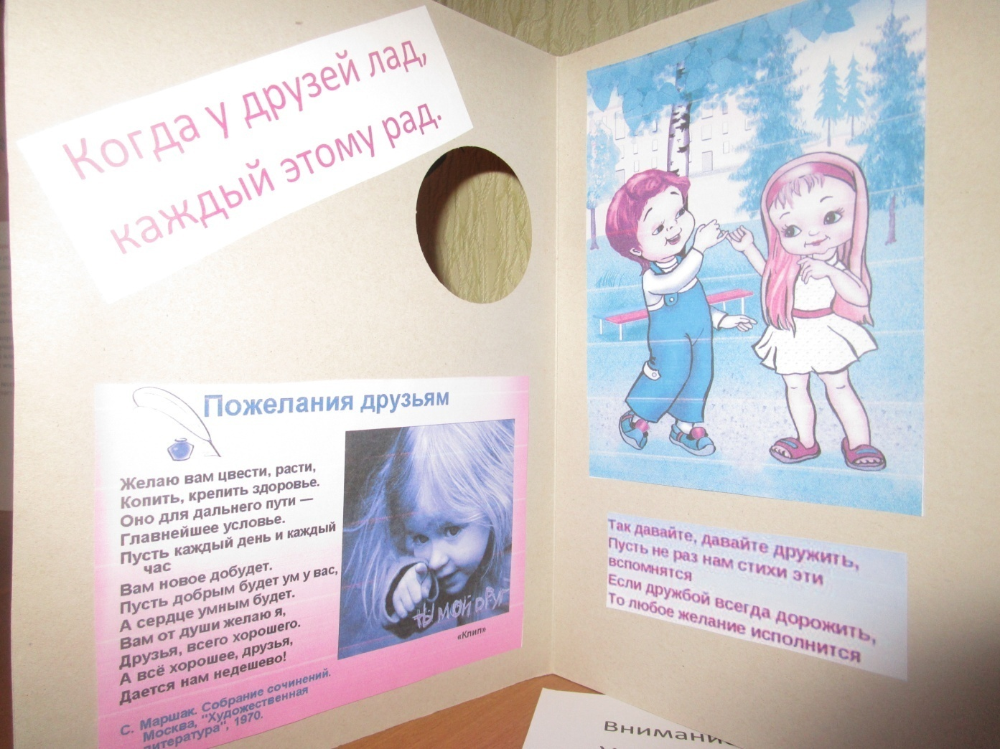 Когда у друзей лад,
каждый этому рад.
Пожелания друзьям
Желаю вам цвести, расти,
Копить, крепить здоровье.
Оно для дальнего пути —
Главнейшее условье.
Пусть каждый день и каждый
час
Вам новое добудет.
Пусть добрым будет ум у вас,
А сердце умным будет.
Вам от души желаю я,
Друзья, всего хорошего.
А всё хорошее, друзья,
Дается нам недешево!
С. Маршак. Собрание сочинений.
Москва, "Художественная
литература", 1970.
ты мой друг
«Клип»
Так давайте, давайте дружить,
Пусть не раз нам стихи эти
вспомнятся
Если дружбой всегда дорожить,
То любое желание исполнится